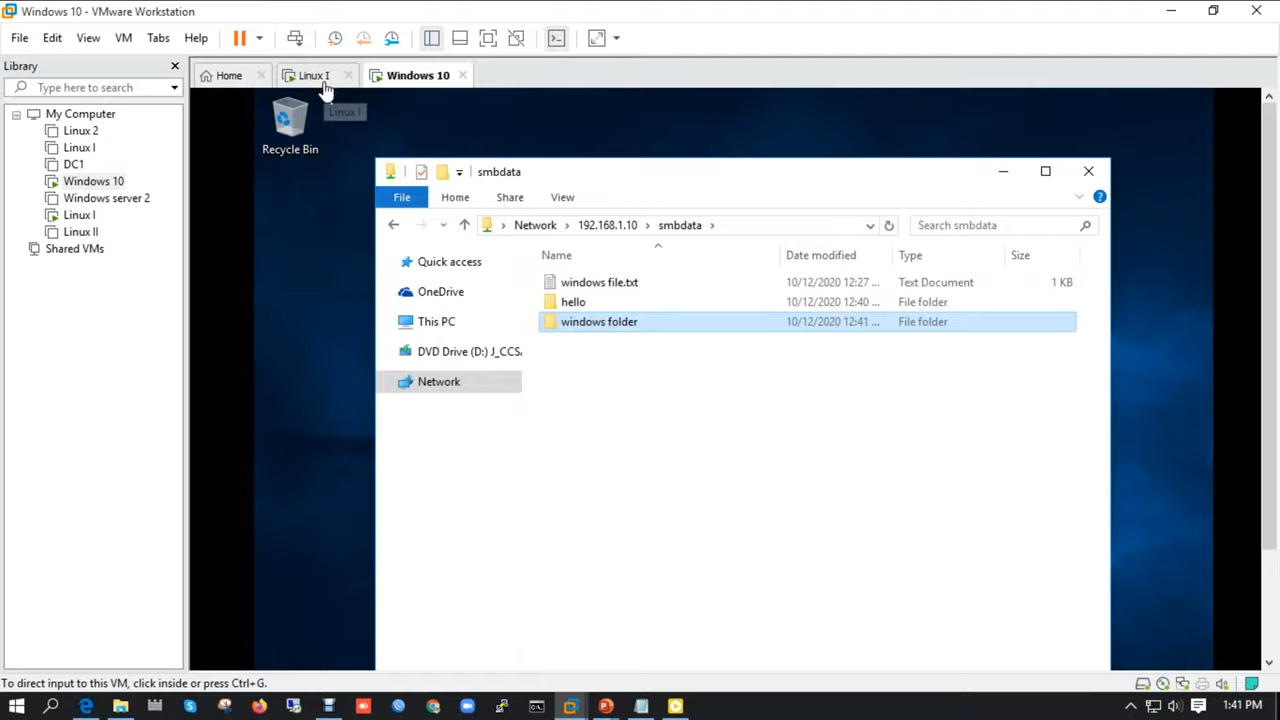 Windows 10 - VMware Workstation
File Edit View VM Tabs Help
Library
Type here to search
My Computer
Linux 2
Linux I
DC1
Windows 10
Windows server 2
Linux I
Linux II
Shared VMs
Home Linux I Windows 10
Linux I
Recycle Bin
smbdata
File Home Share View
Network > 192.168.1.10 > smbdata >
Search smbdata
Quick access
OneDrive
This PC
DVD Drive (D:) J_CCSA
Network
Name Date modified Type Size
windows file.txt 10/12/2020 12:27 ... Text Document 1 KB
hello 10/12/2020 12:40 ... File folder
windows folder 10/12/2020 12:41 ... File folder
To direct input to this VM, click inside or press Ctrl+G.
1:41 PM